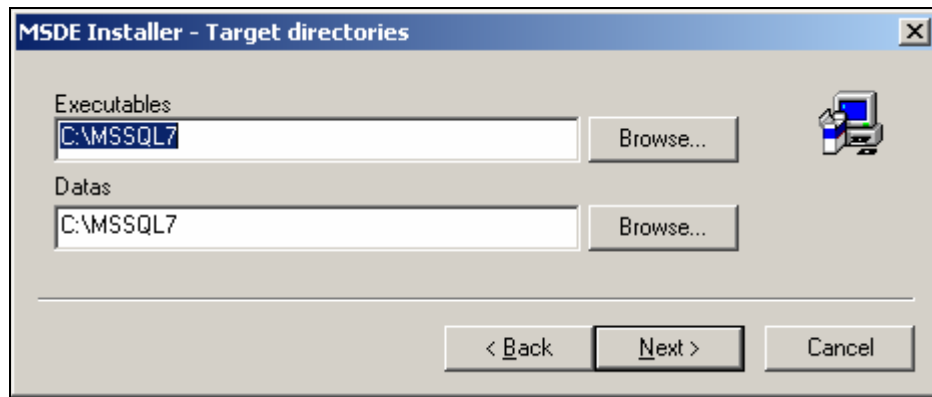 MSDE Installer - Target directories
Executables
C:\MSSQL7
Browse...
Datas
C:\MSSQL7
Browse...
< Back
Next >
Cancel